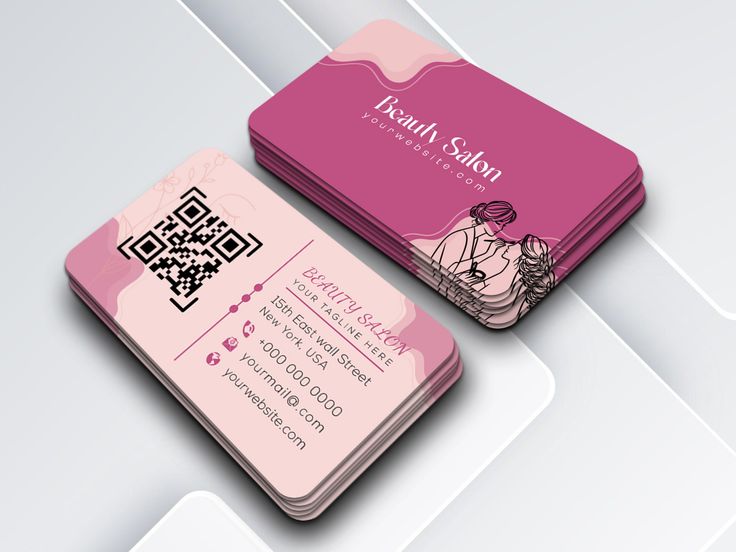 Beauty Salon
yourwebsite.com
BEAUTY SALON
YOUR TAGLINE HERE
15th East wall Street
New York, USA
+000 000 0000
yourmail@.com
yourwebsite.com